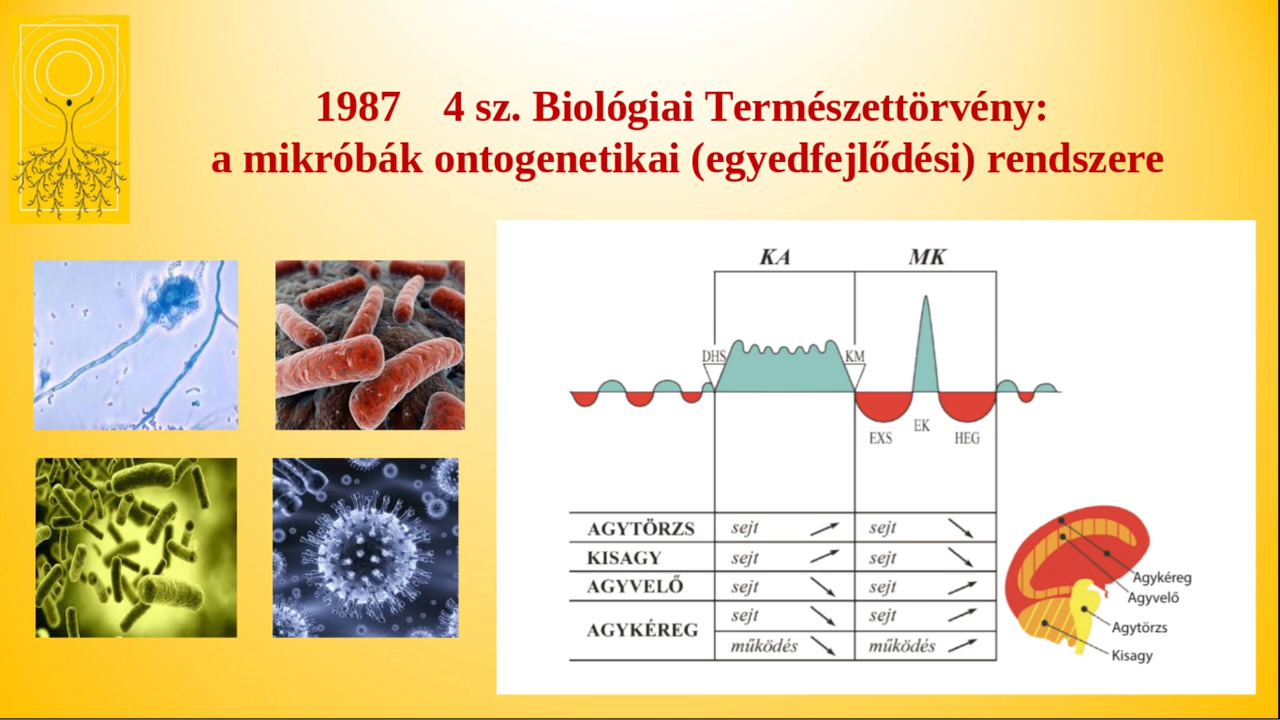 1987 4 sz. Biológiai Természettörvény:
a mikróbák ontogenetikai (egyedfejlődési) rendszere
KA MK
DHS KM
EXS EK HEG
AGYTÖRZS sejt sejt
KISAGY sejt sejt
AGYVELŐ sejt sejt
AGYKÉREG sejt sejt
működés működés
Agykéreg
Agyvelő
Agytörzs
Kisagy